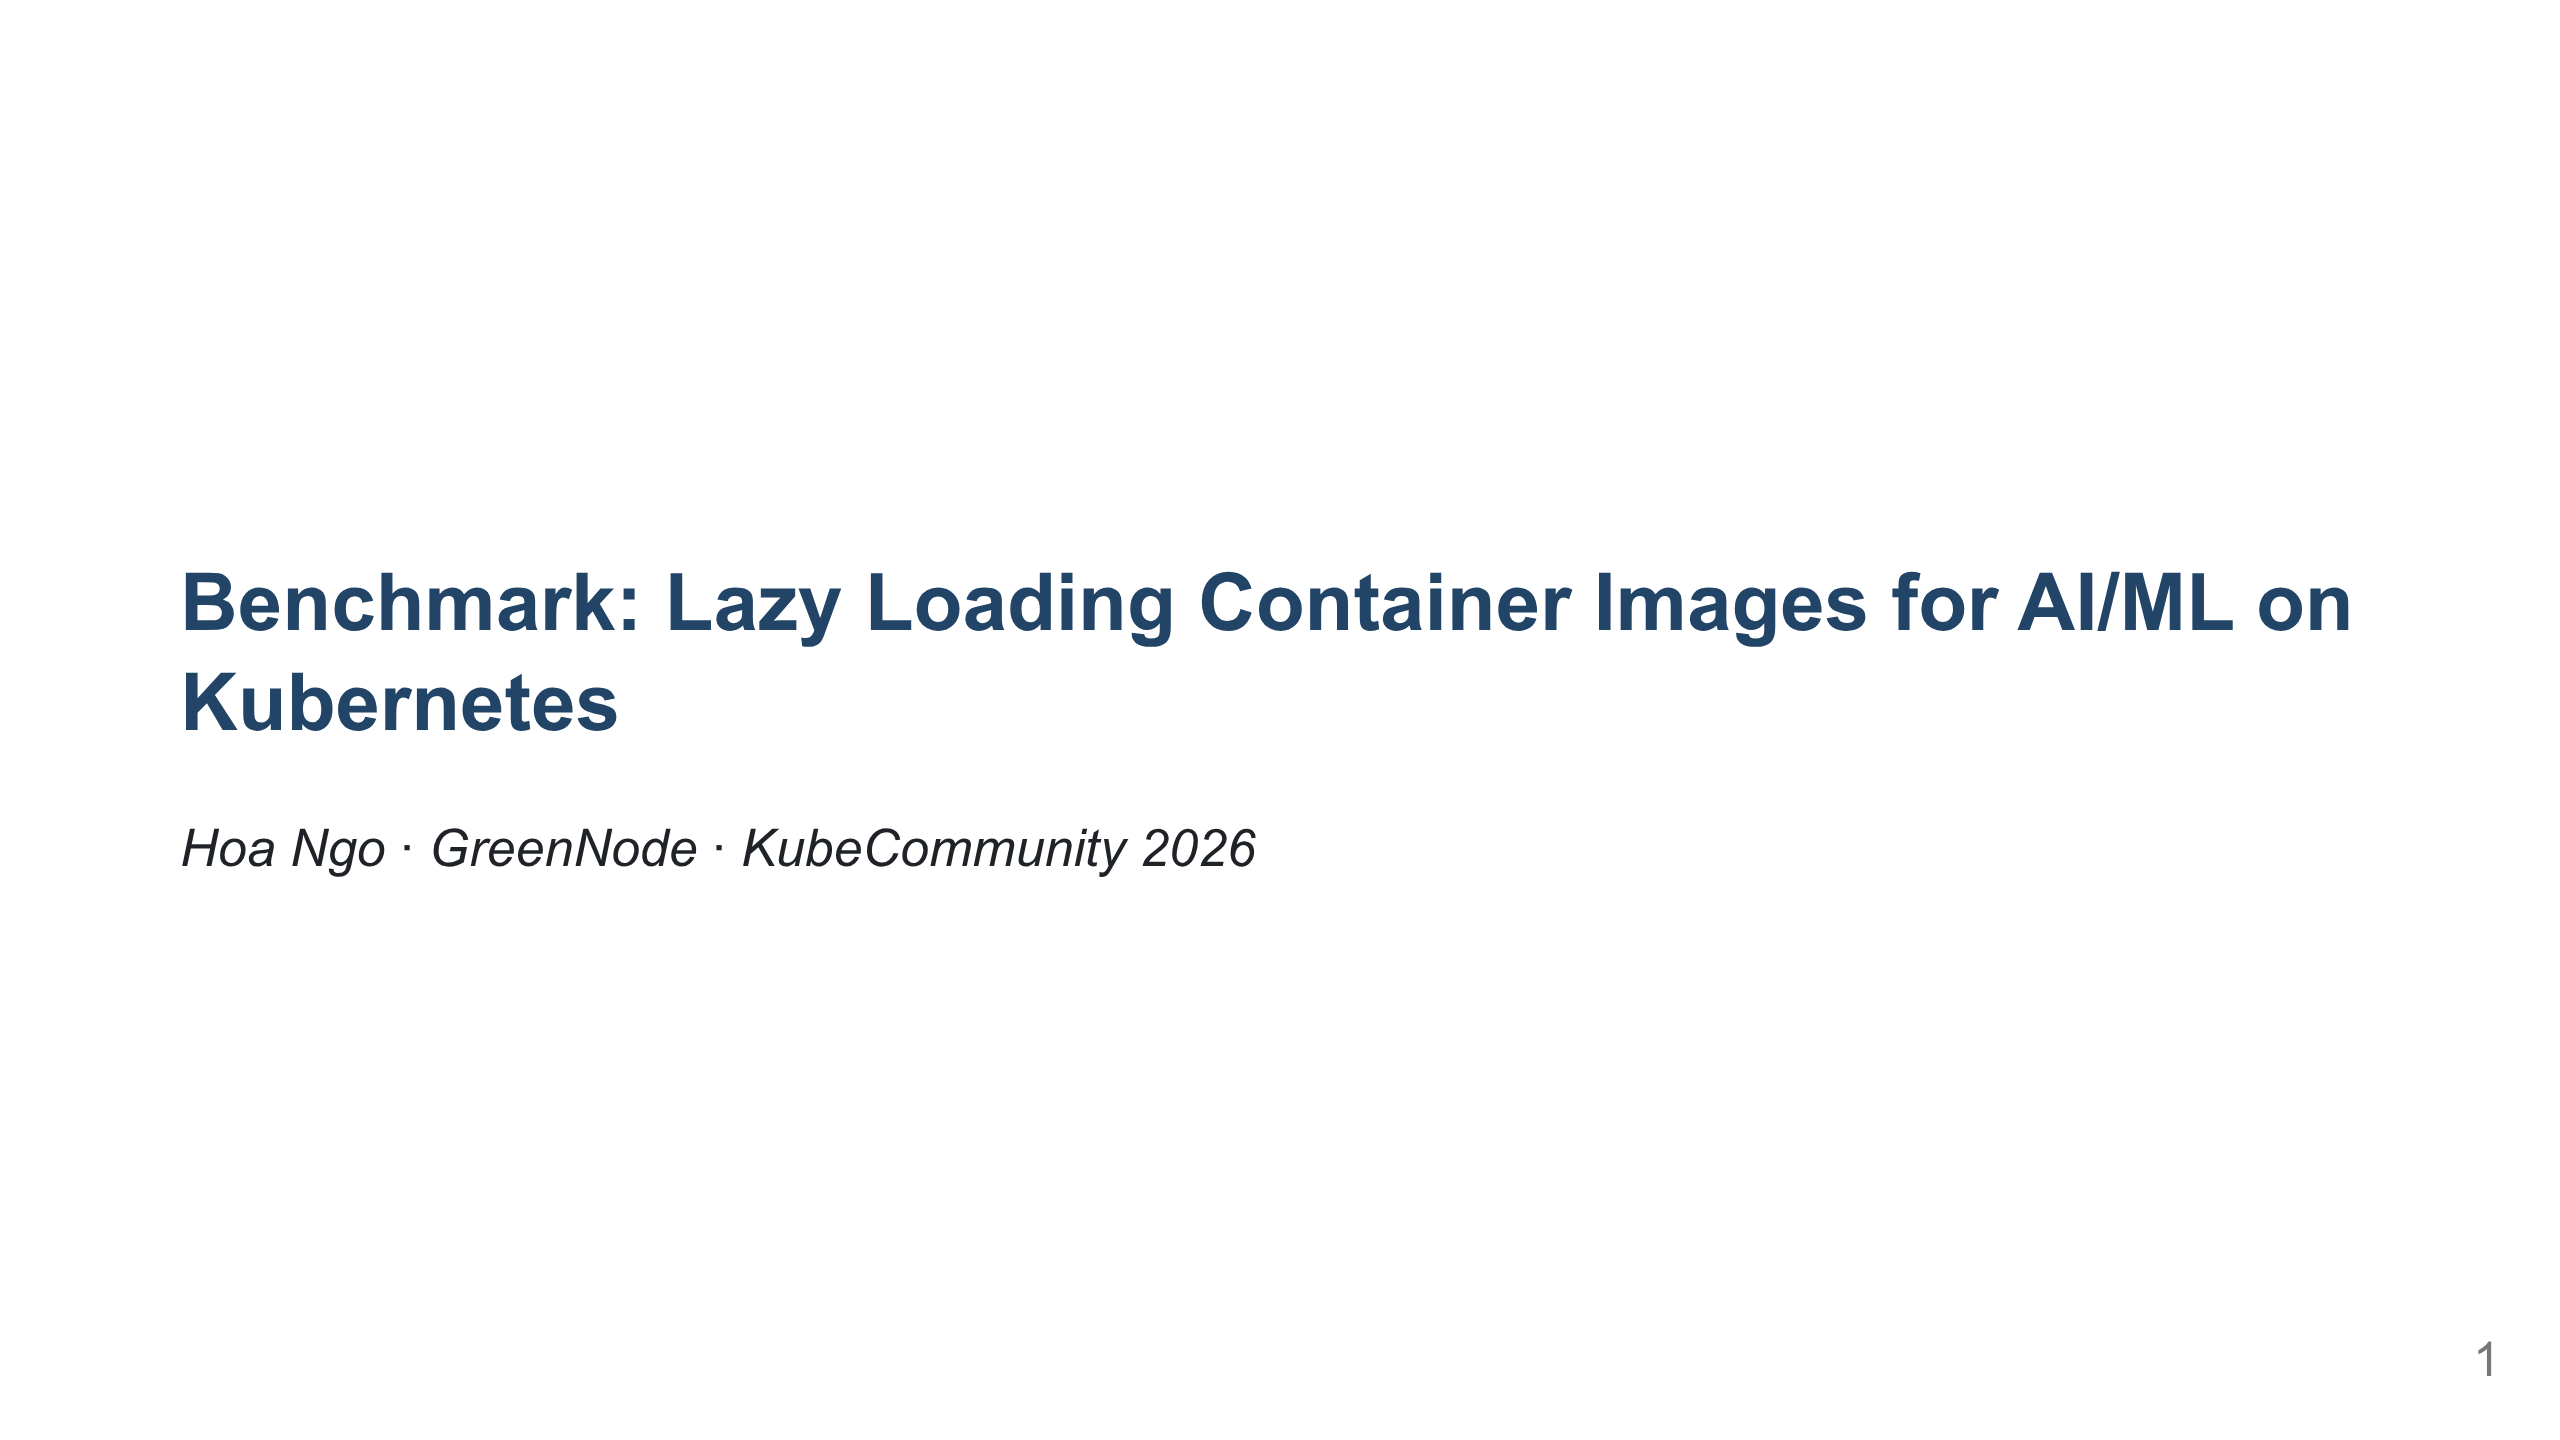 Benchmark: Lazy Loading Container Images for AI/ML on
Kubernetes
Hoa Ngo · GreenNode · KubeCommunity 2026
1